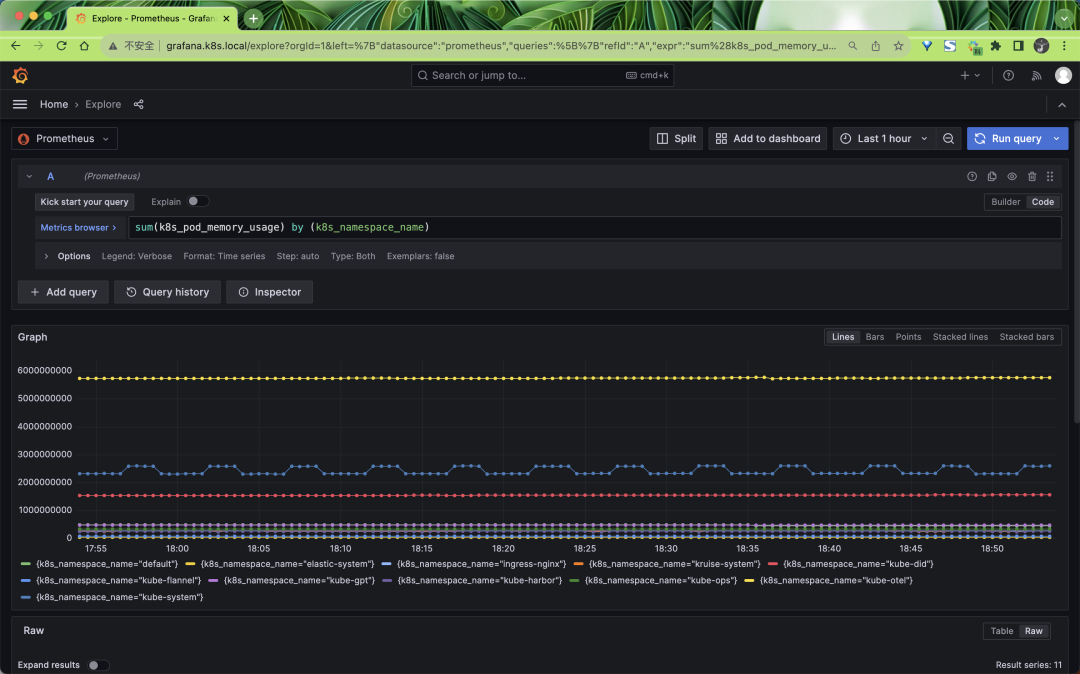 Explore - Prometheus - Grafan
不安全
grafana.k8s.local/explore?orgId=1&left=%7B"datasource":"prometheus","queries":%5B%7B"refId":"A","expr":"sum%28k8s_pod_memory_u...
Search or jump to...
cmd+k
Home › Explore
Prometheus
Split
Add to dashboard
Last 1 hour
Run query
A (Prometheus)
Kick start your query
Explain
Builder Code
Metrics browser ›
sum(k8s_pod_memory_usage) by (k8s_namespace_name)
Options Legend: Verbose Format: Time series Step: auto Type: Both Exemplars: false
+ Add query
Query history
Inspector
Graph
Lines Bars Points Stacked lines Stacked bars
6000000000
5000000000
4000000000
3000000000
2000000000
1000000000
0
17:55 18:00 18:05 18:10 18:15 18:20 18:25 18:30 18:35 18:40 18:45 18:50
{k8s_namespace_name="default"} {k8s_namespace_name="elastic-system"} {k8s_namespace_name="ingress-nginx"} {k8s_namespace_name="kruise-system"} {k8s_namespace_name="kube-did"}
{k8s_namespace_name="kube-flannel"} {k8s_namespace_name="kube-gpt"} {k8s_namespace_name="kube-harbor"} {k8s_namespace_name="kube-ops"} {k8s_namespace_name="kube-otel"}
{k8s_namespace_name="kube-system"}
Raw
Table Raw
Expand results
Result series: 11